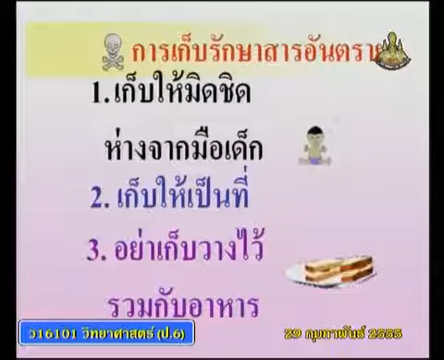 การเก็บรักษาสารอันตราย
1.เก็บให้มิดชิด
ห่างจากมือเด็ก
2. เก็บให้เป็นที่
3. อย่าเก็บวางไว้
รวมกับอาหาร
ว16101 วิทยาศาสตร์ (ป.6)
29 กุมภาพันธ์ 2555